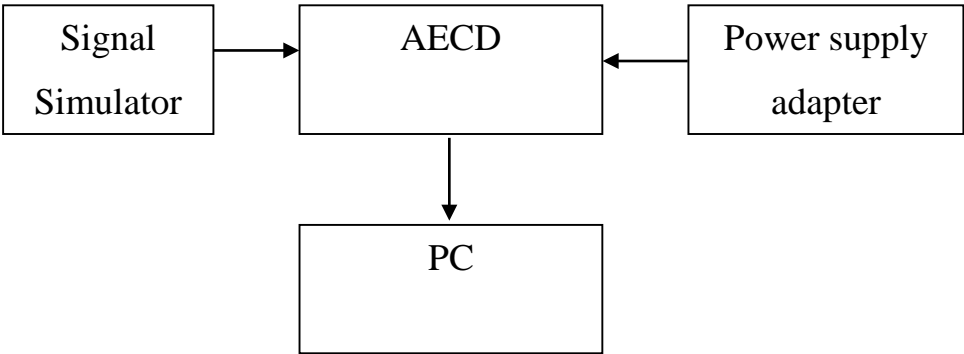 Signal
Simulator
AECD
Power supply
adapter
PC